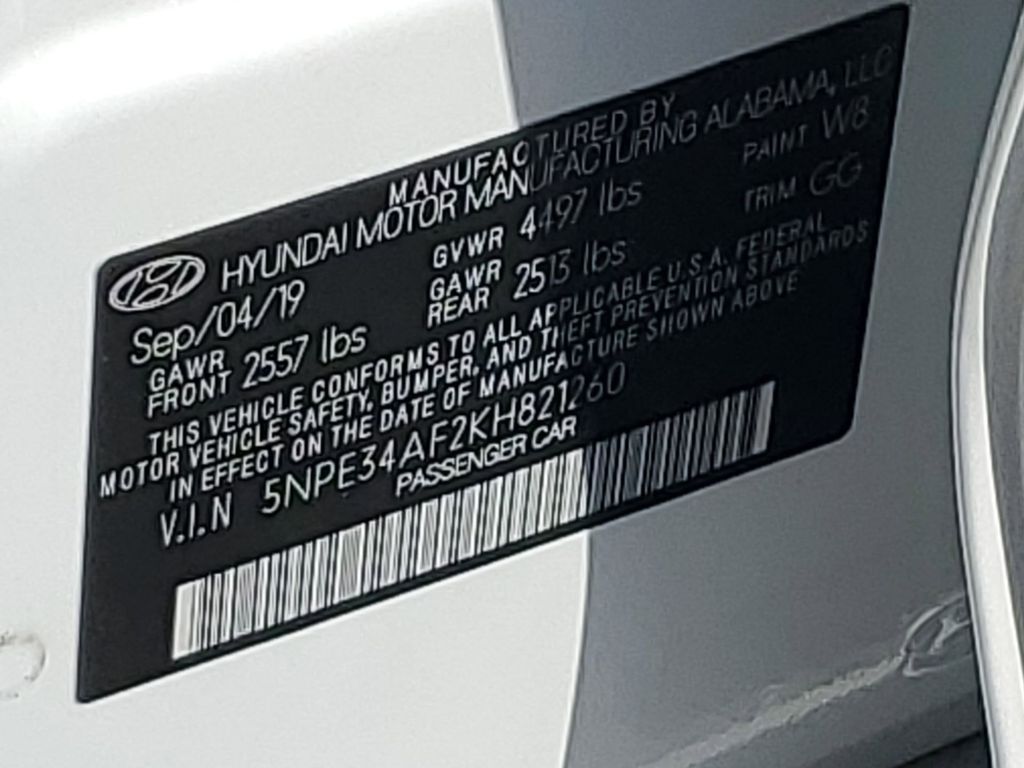 MANUFACTURED BY
HYUNDAI MOTOR MANUFACTURING ALABAMA, LLC
Sep/04/19
GVWR 4497 lbs
PAINT W8
GAWR FRONT 2557 lbs
GAWR REAR 2513 lbs
TRIM GG
THIS VEHICLE CONFORMS TO ALL APPLICABLE U.S.A. FEDERAL
MOTOR VEHICLE SAFETY, BUMPER, AND THEFT PREVENTION STANDARDS
IN EFFECT ON THE DATE OF MANUFACTURE SHOWN ABOVE
V.I.N 5NPE34AF2KH821260
PASSENGER CAR